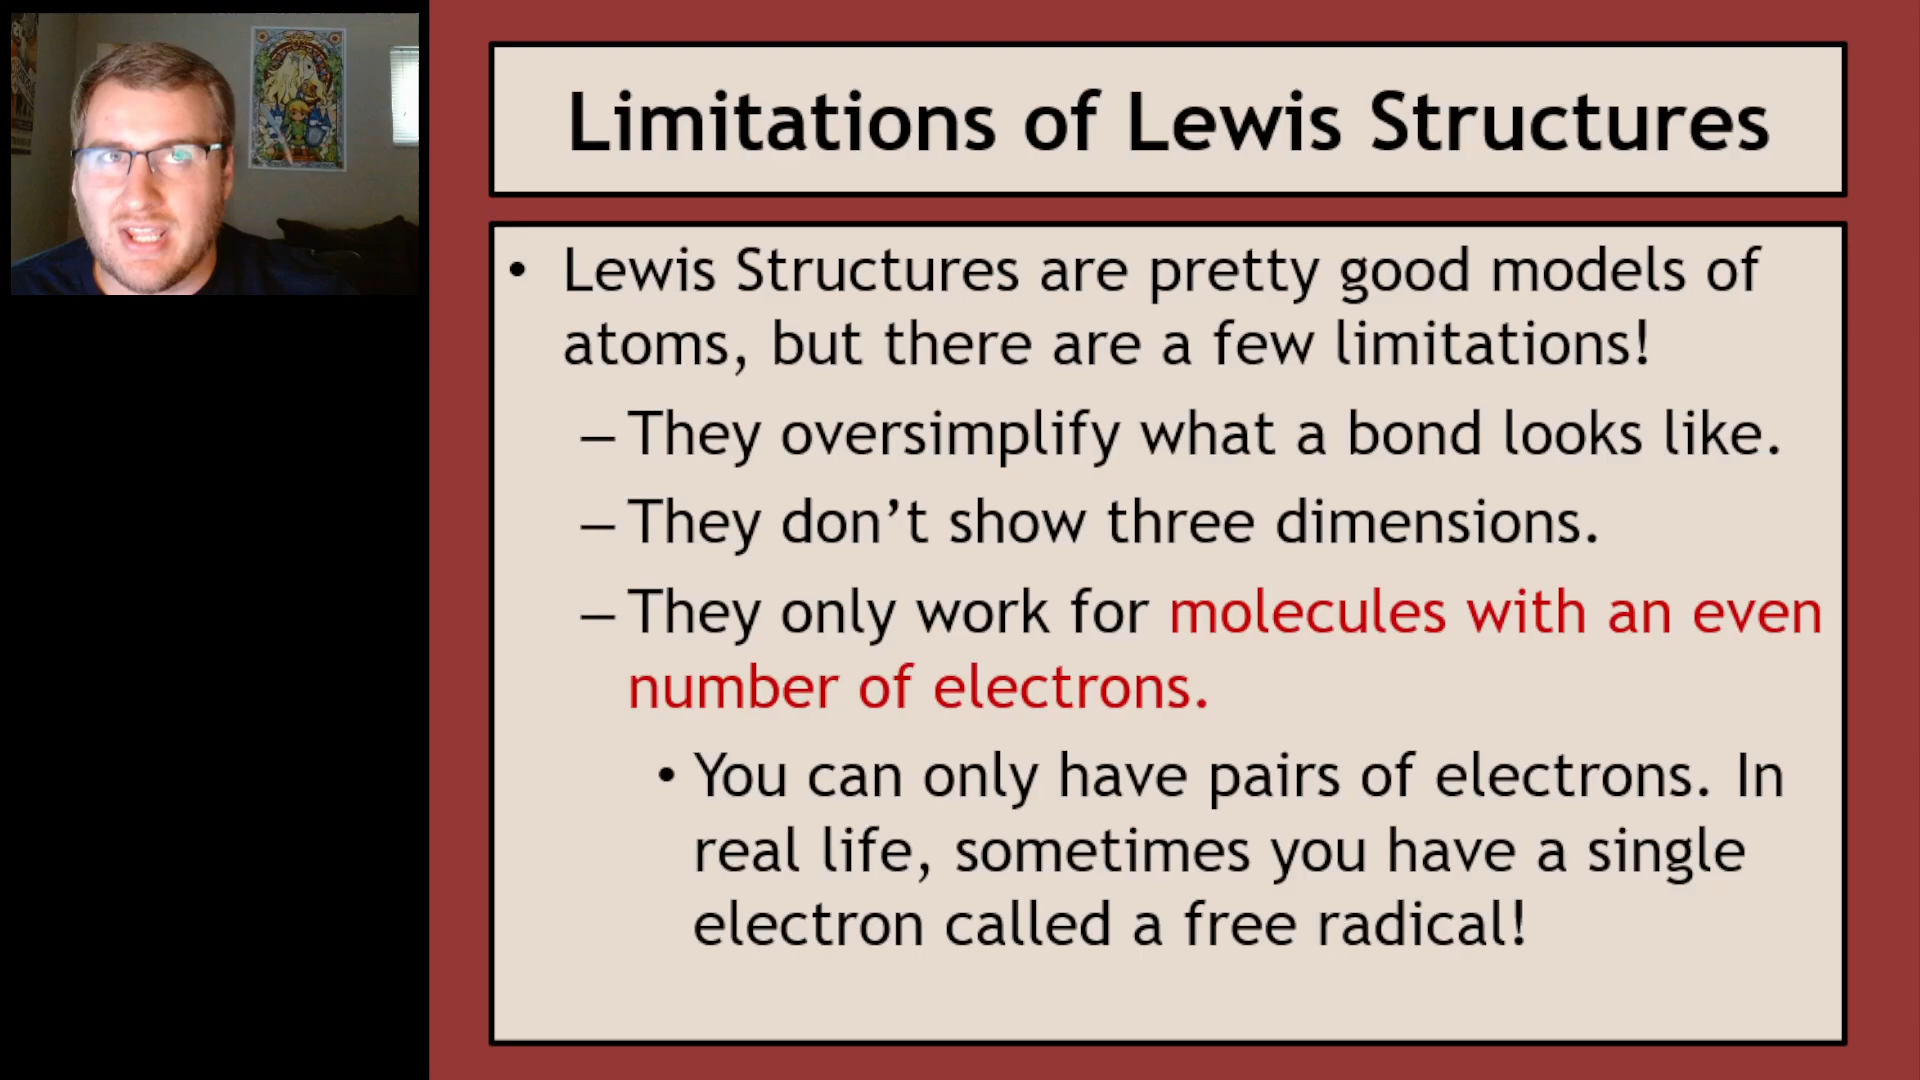 Limitations of Lewis Structures
• Lewis Structures are pretty good models of
atoms, but there are a few limitations!
– They oversimplify what a bond looks like.
– They don’t show three dimensions.
– They only work for molecules with an even
number of electrons.
• You can only have pairs of electrons. In
real life, sometimes you have a single
electron called a free radical!